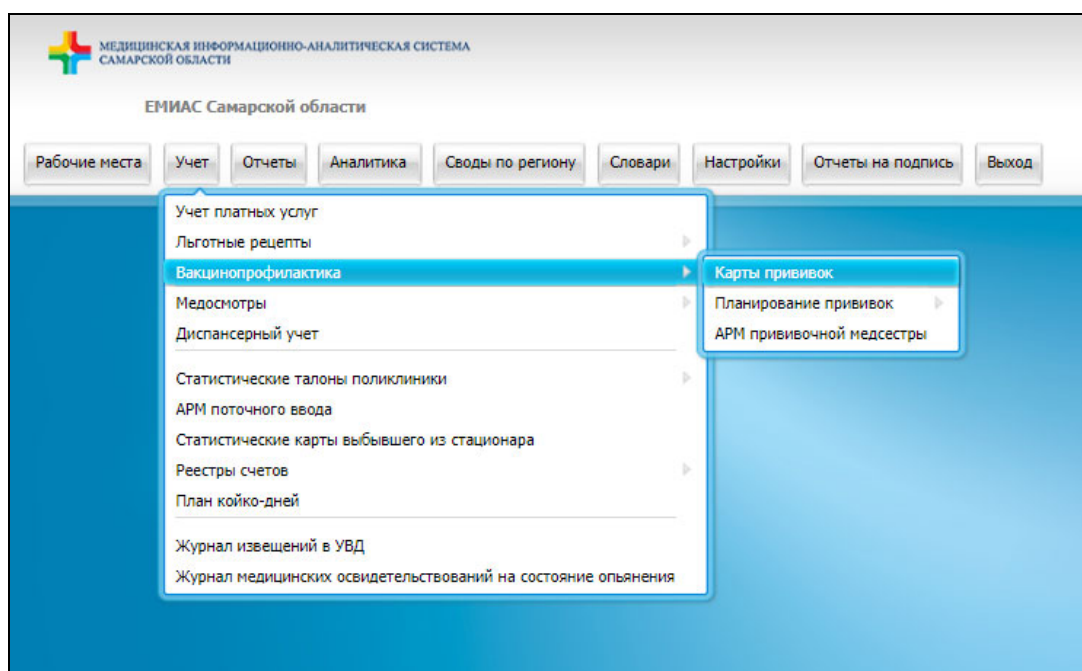 МЕДИЦИНСКАЯ ИНФОРМАЦИОННО-АНАЛИТИЧЕСКАЯ СИСТЕМА
САМАРСКОЙ ОБЛАСТИ
ЕМИАС Самарской области
Рабочие места Учет Отчеты Аналитика Своды по региону Словари Настройки Отчеты на подпись Выход
Учет платных услуг
Льготные рецепты
Вакцинопрофилактика Карты прививок
Медосмотры Планирование прививок
Диспансерный учет АРМ прививочной медсестры
Статистические талоны поликлиники
АРМ поточного ввода
Статистические карты выбывшего из стационара
Реестры счетов
План койко-дней
Журнал извещений в УВД
Журнал медицинских освидетельствований на состояние опьянения